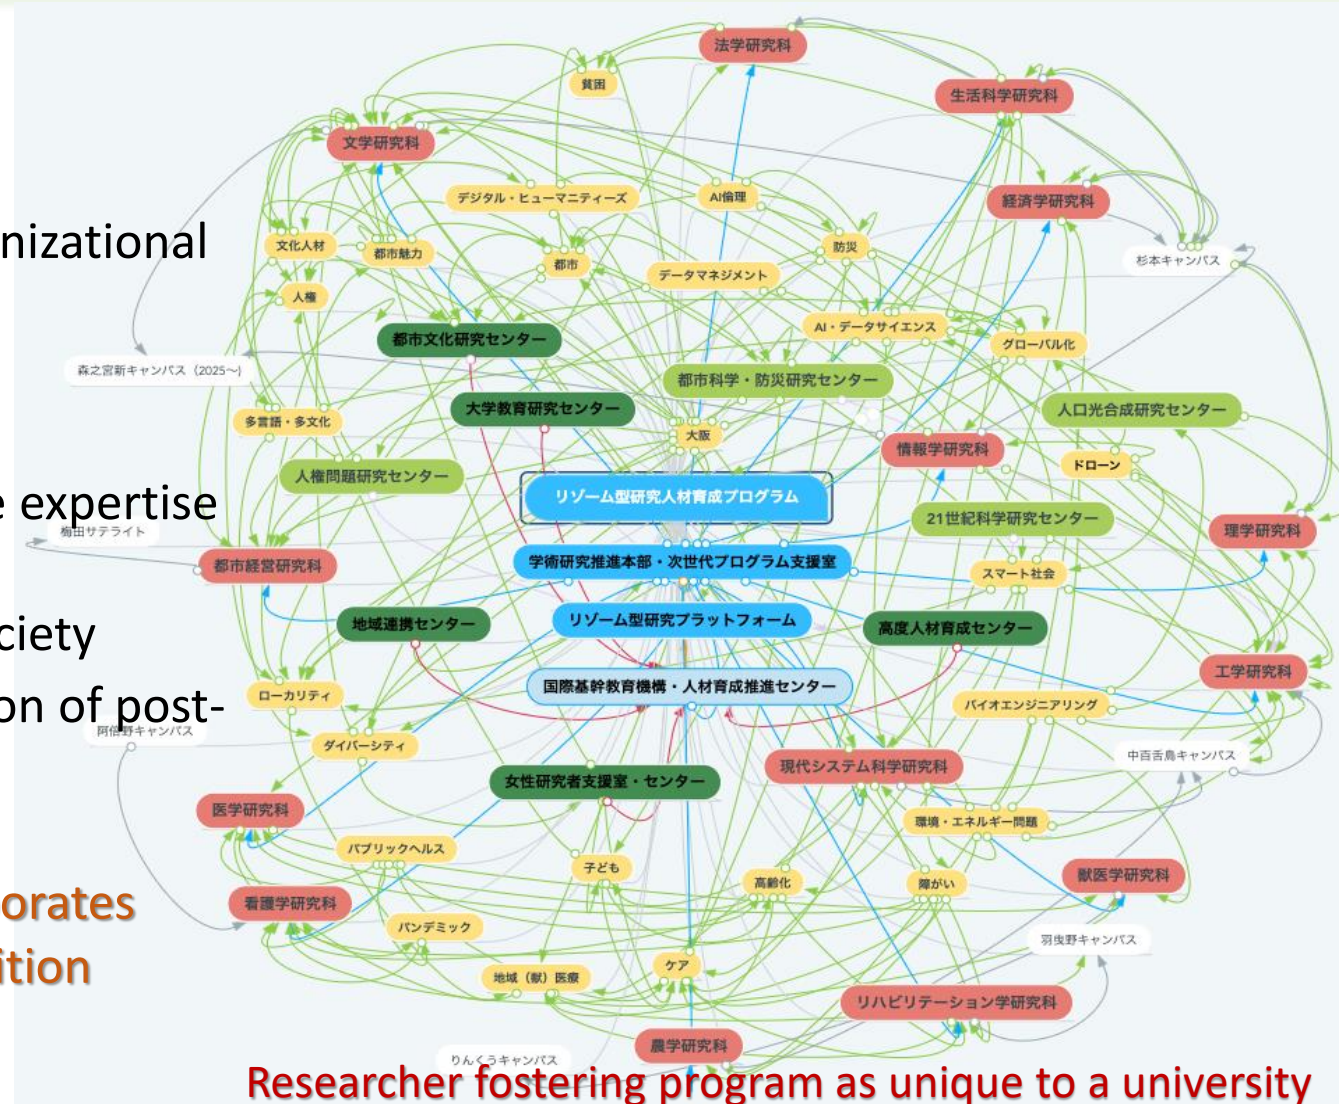 法学研究科
貧困
生活科学研究科
文学研究科
デジタル・ヒューマニティーズ
AI倫理
経済学研究科
nizational
文化人材
都市魅力
都市
防災
データマネジメント
杉本キャンパス
人権
都市文化研究センター
AI・データサイエンス
グローバル化
森之宮新キャンパス（2025〜)
都市科学・防災研究センター
大学教育研究センター
人口光合成研究センター
多言語・多文化
大阪
情報学研究科
ドローン
人権問題研究センター
リゾーム型研究人材育成プログラム
e expertise
21世紀科学研究センター
梅田サテライト
理学研究科
都市経営研究科
学術研究推進本部・次世代プログラム支援室
スマート社会
ciety
地域連携センター
リゾーム型研究プラットフォーム
高度人材育成センター
工学研究科
国際基幹教育機構・人材育成推進センター
ローカリティ
バイオエンジニアリング
on of post-
阿倍野キャンパス
ダイバーシティ
中百舌鳥キャンパス
女性研究者支援室・センター
現代システム科学研究科
医学研究科
環境・エネルギー問題
パブリックヘルス
子ども
高齢化
障がい
獣医学研究科
orates
看護学研究科
パンデミック
羽曳野キャンパス
ition
地域（獣）医療
ケア
リハビリテーション学研究科
農学研究科
りんくうキャンパス
Researcher fostering program as unique to a university